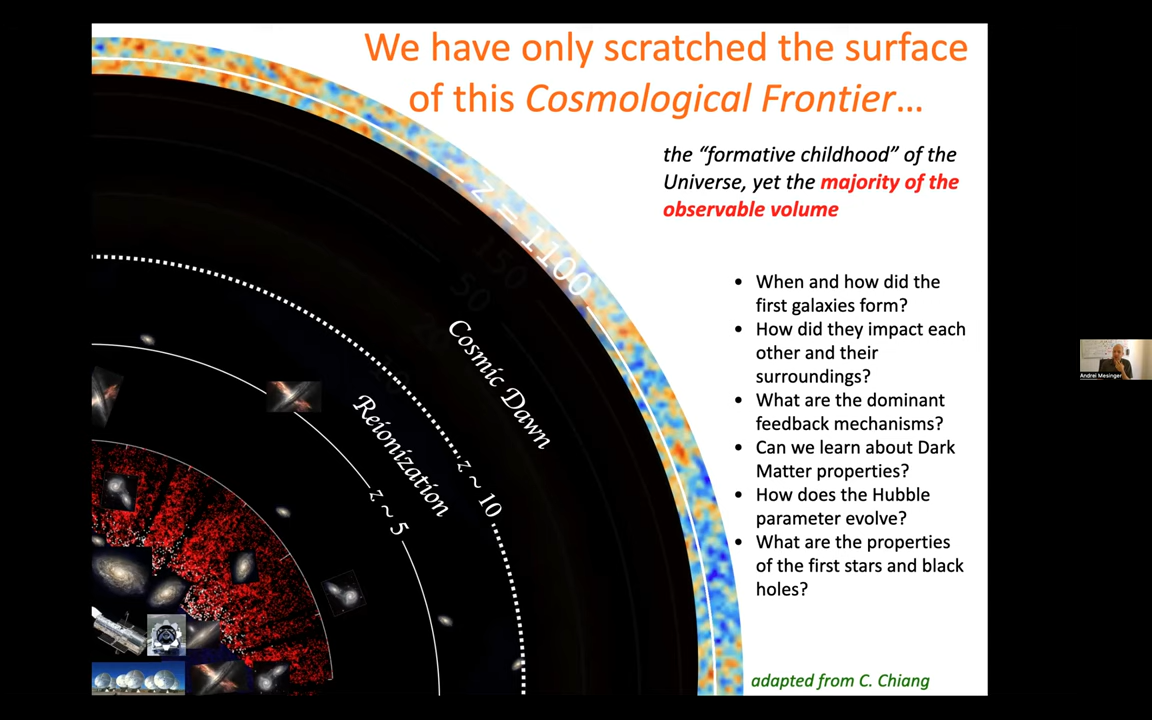 We have only scratched the surface
of this Cosmological Frontier…
the “formative childhood” of the
Universe, yet the majority of the
observable volume
z = 1100
150
50
20
Cosmic Dawn
Reionization
z ~ 10
z ~ 5
• When and how did the
first galaxies form?
• How did they impact each
other and their
surroundings?
• What are the dominant
feedback mechanisms?
• Can we learn about Dark
Matter properties?
• How does the Hubble
parameter evolve?
• What are the properties
of the first stars and black
holes?
adapted from C. Chiang
Andrei Mesinger